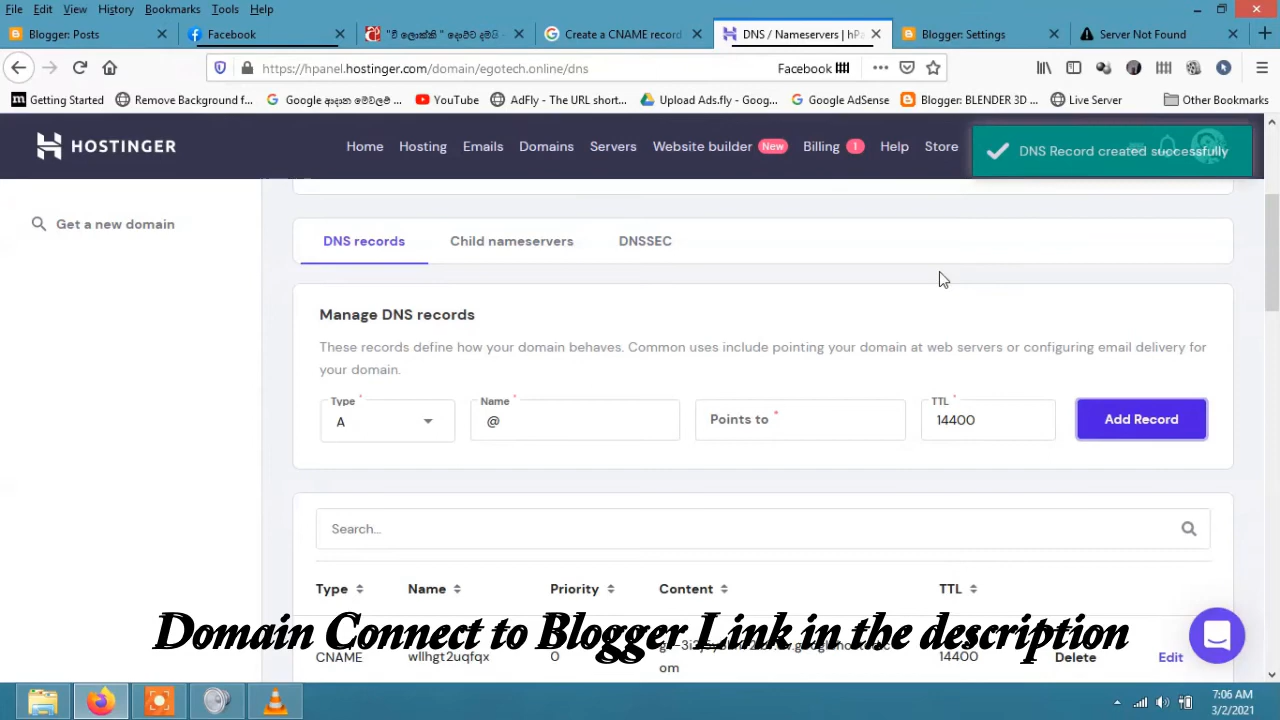 File Edit View History Bookmarks Tools Help
Blogger: Posts
Facebook
Create a CNAME record
DNS / Nameservers | hPa
Blogger: Settings
Server Not Found
https://hpanel.hostinger.com/domain/egotech.online/dns
Facebook
Getting Started
Remove Background f...
Google
YouTube
AdFly - The URL short...
Upload Ads.fly - Goog...
Google AdSense
Blogger: BLENDER 3D ...
Live Server
Other Bookmarks
HOSTINGER
Home Hosting Emails Domains Servers Website builder New Billing 1 Help Store
DNS Record created successfully
Get a new domain
DNS records Child nameservers DNSSEC
Manage DNS records
These records define how your domain behaves. Common uses include pointing your domain at web servers or configuring email delivery for
your domain.
Type * Name * TTL *
A @ Points to * 14400 Add Record
Search...
Type Name Priority Content TTL
Domain Connect to Blogger Link in the description
CNAME wllhgt2uqfqx 0 om 14400 Delete Edit
7:06 AM
3/2/2021